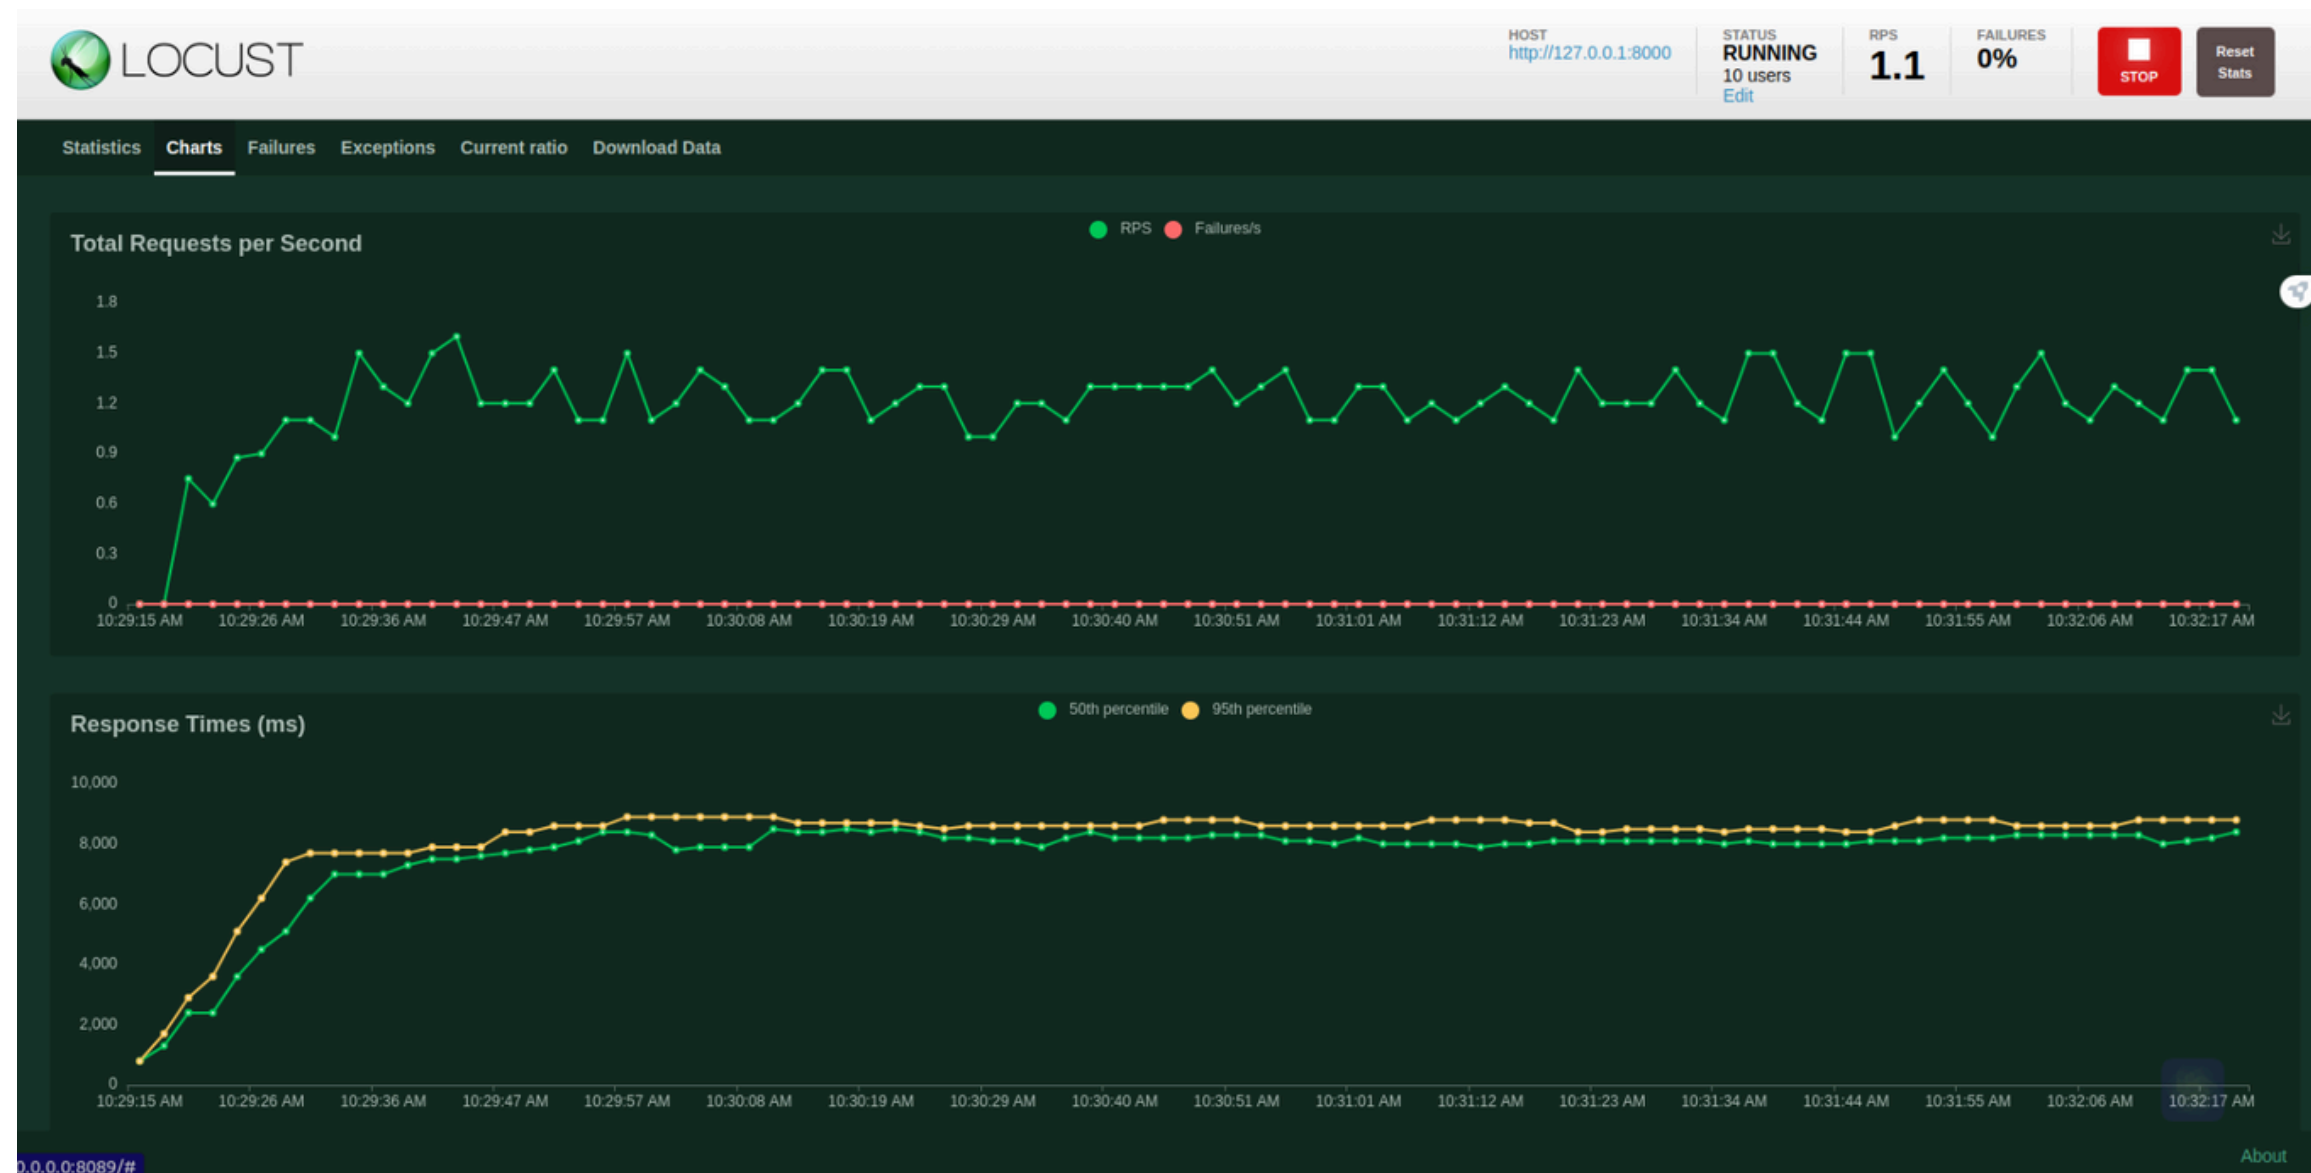 LOCUST
HOST
http://127.0.0.1:8000
STATUS
RUNNING
10 users
Edit
RPS
1.1
FAILURES
0%
STOP
Reset
Stats
Statistics Charts Failures Exceptions Current ratio Download Data
Total Requests per Second
RPS Failures/s
1.8
1.5
1.2
0.9
0.6
0.3
0
10:29:15 AM 10:29:26 AM 10:29:36 AM 10:29:47 AM 10:29:57 AM 10:30:08 AM 10:30:19 AM 10:30:29 AM 10:30:40 AM 10:30:51 AM 10:31:01 AM 10:31:12 AM 10:31:23 AM 10:31:34 AM 10:31:44 AM 10:31:55 AM 10:32:06 AM 10:32:17 AM
Response Times (ms)
50th percentile 95th percentile
10,000
8,000
6,000
4,000
2,000
0
10:29:15 AM 10:29:26 AM 10:29:36 AM 10:29:47 AM 10:29:57 AM 10:30:08 AM 10:30:19 AM 10:30:29 AM 10:30:40 AM 10:30:51 AM 10:31:01 AM 10:31:12 AM 10:31:23 AM 10:31:34 AM 10:31:44 AM 10:31:55 AM 10:32:06 AM 10:32:17 AM
About
0.0.0.0:8089/#